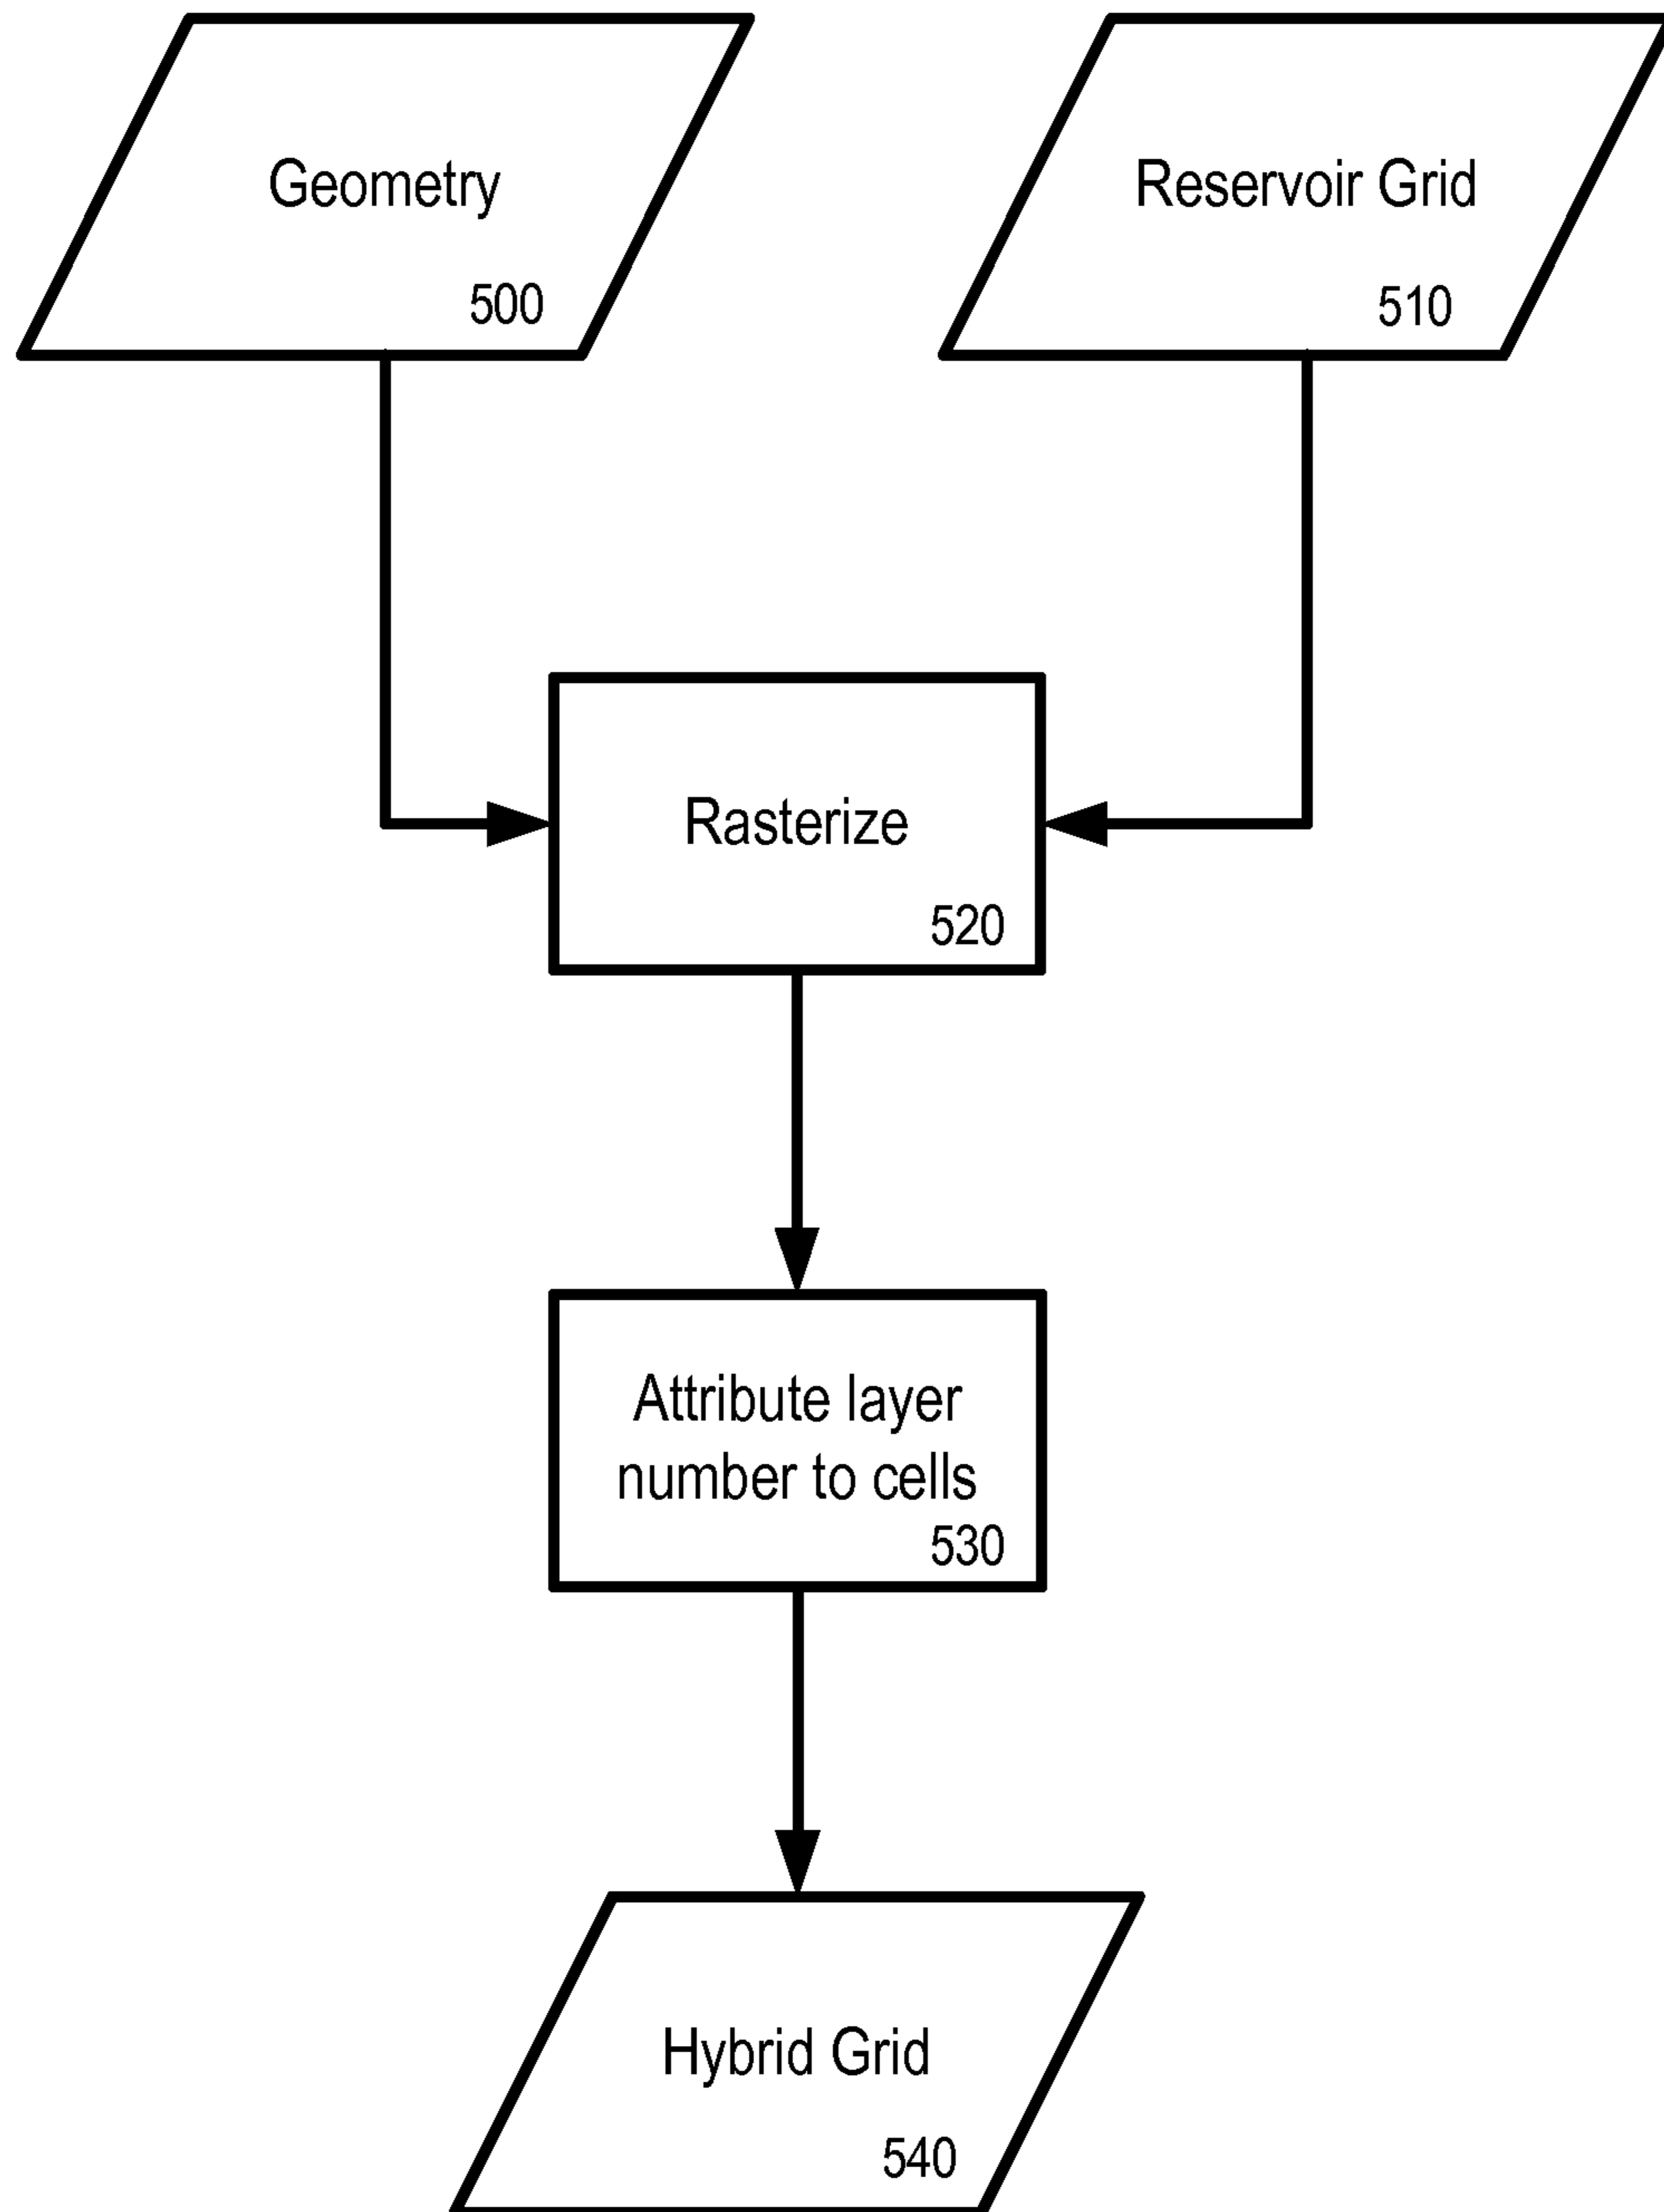 Geometry
500
Reservoir Grid
510
Rasterize
520
Attribute layer
number to cells
530
Hybrid Grid
540